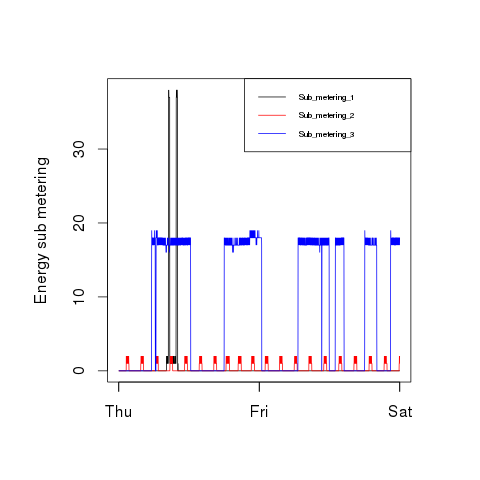 Sub_metering_1
Sub_metering_2
Sub_metering_3
Energy sub metering
30
20
10
0
Thu
Fri
Sat